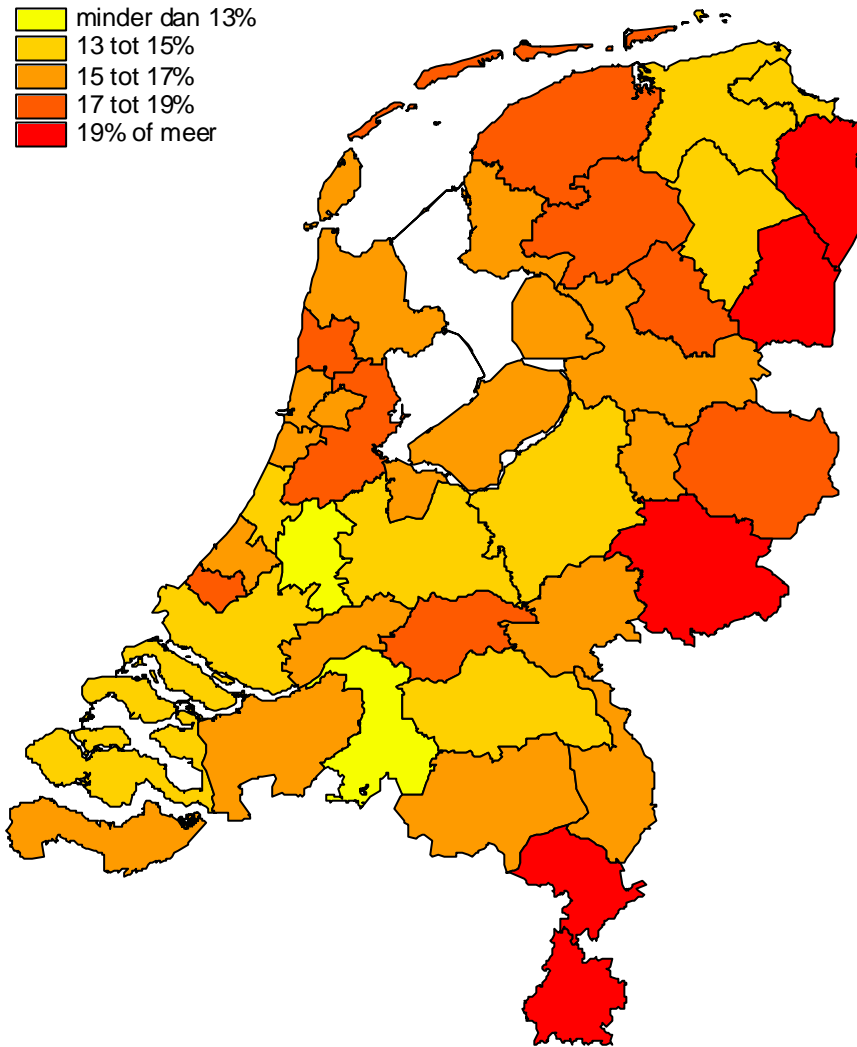 minder dan 13%
13 tot 15%
15 tot 17%
17 tot 19%
19% of meer